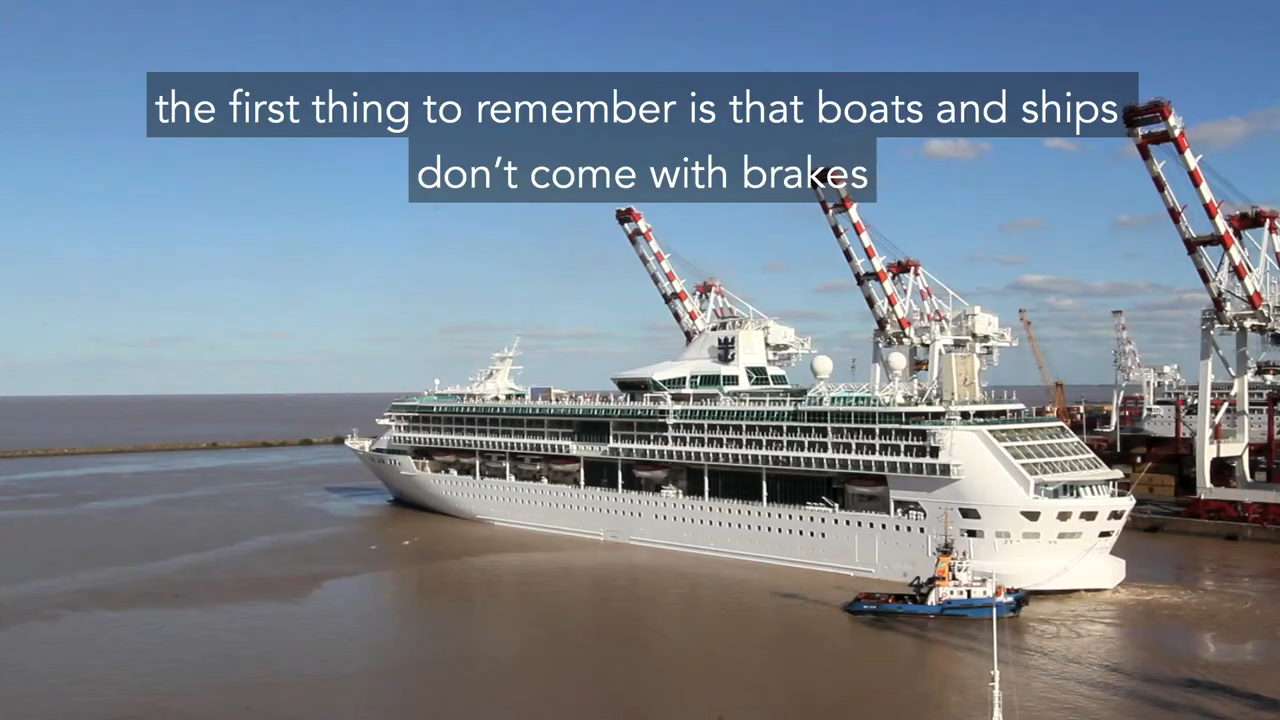 the first thing to remember is that boats and ships
don't come with brakes